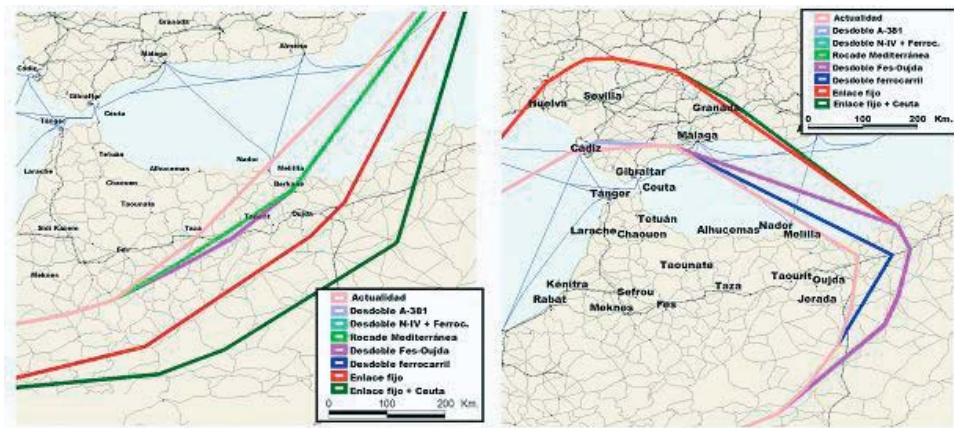 Granada
Málaga
Almería
Cádiz
Gibraltar
Ceuta
Tánger
Tetuán
Larache
Nador
Melilla
Alhucemas
Chaouen
Berkane
Taounata
Taourit
Oujda
Sidi Kacem
Taza
Fes
Meknes
Actualidad
Desdoble A-381
Desdoble N-IV + Ferroc.
Rocade Mediterránea
Desdoble Fes-Oujda
Desdoble ferrocarril
Enlace fijo
Enlace fijo + Ceuta
0 100 200 Km.
Actualidad
Desdoble A-381
Desdoble N-IV + Ferroc.
Rocade Mediterránea
Desdoble Fes-Oujda
Desdoble ferrocarril
Enlace fijo
Enlace fijo + Ceuta
0 100 200 Km.
Huelva
Sevilla
Granada
A
Málaga
Cádiz
Gibraltar
Tánger
Ceuta
Tetuán
Larache
Chaouen
Alhucemas
Nador
Melilla
Taounata
Kénitra
Sefrou
Taourit
Oujda
Rabat
Meknes
Fes
Taza
Jerada